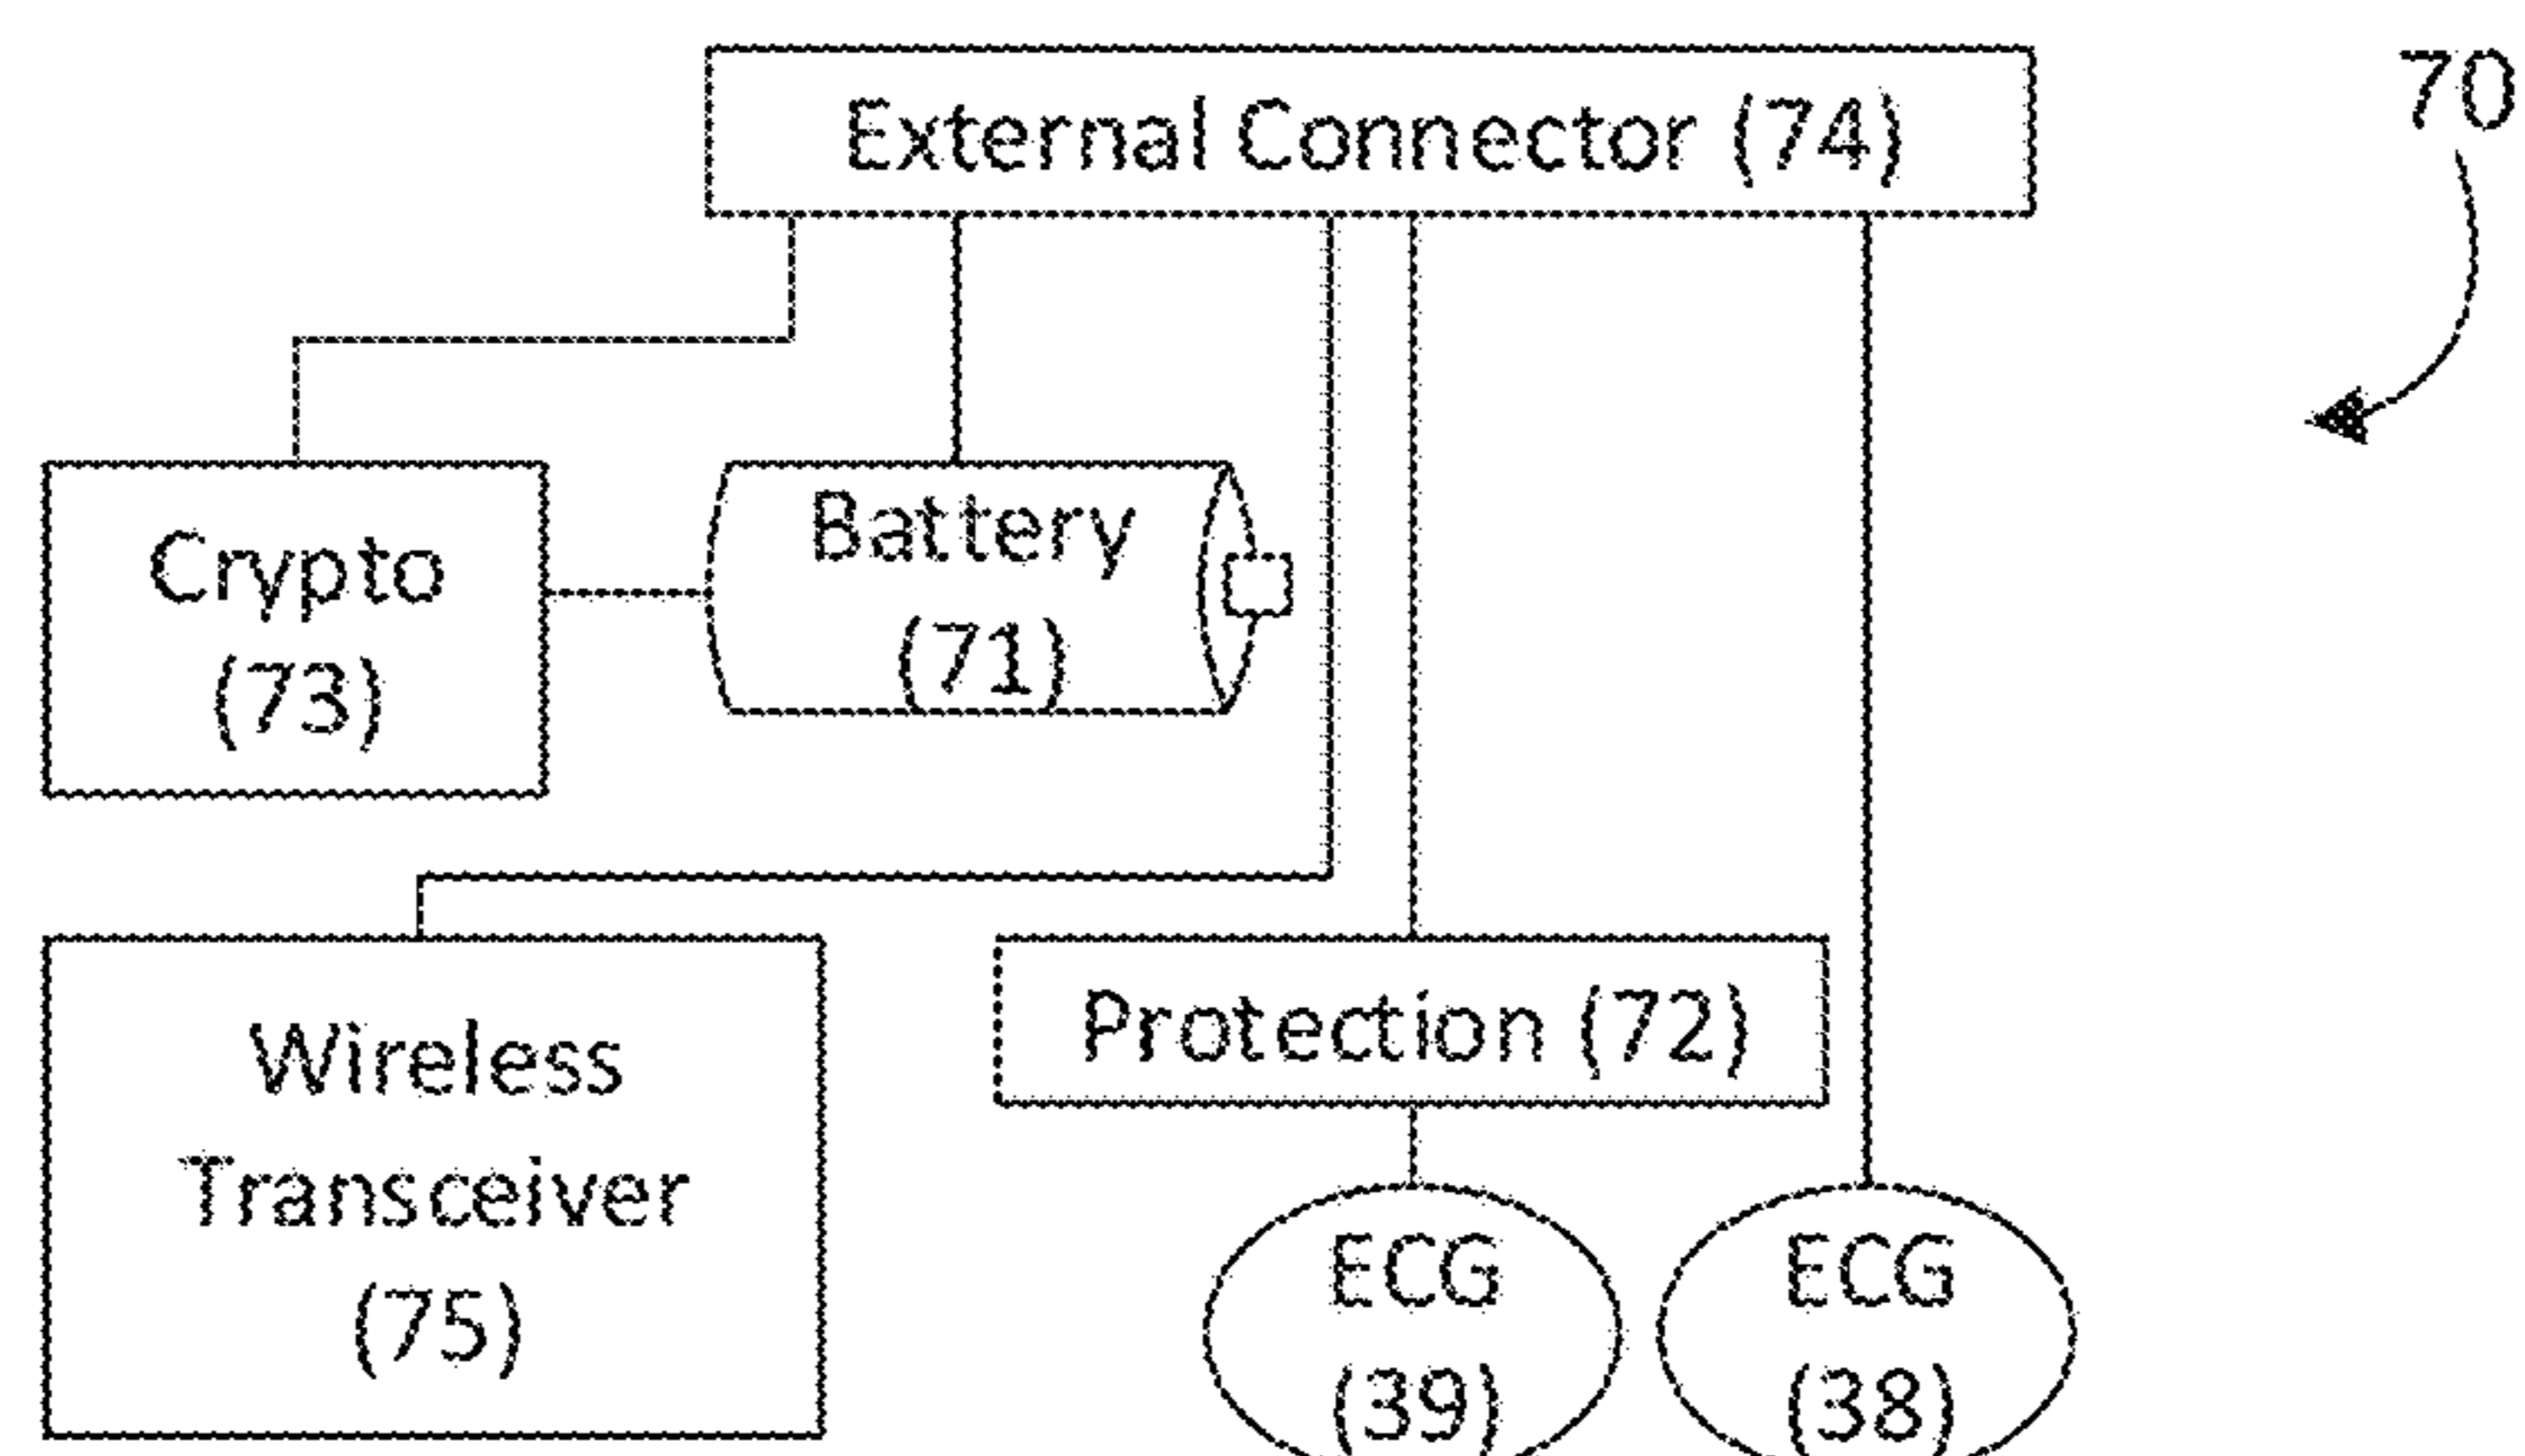 External Connector (74)
70
Crypto
(73)
Battery
(71)
Wireless
Transceiver
(75)
Protection (72)
ECG
(39)
ECG
(38)